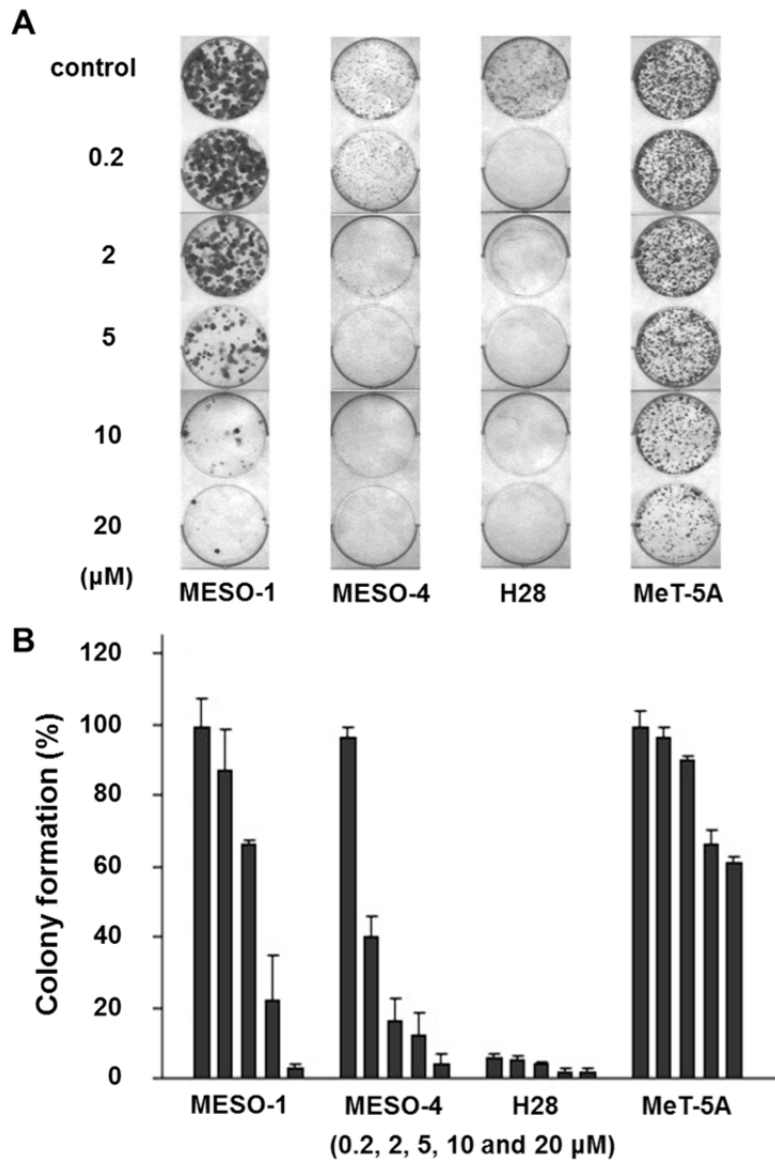 A
control
0.2
2
5
10
20
(µM)
MESO-1 MESO-4 H28 MeT-5A
B
Colony formation (%)
120
100
80
60
40
20
0
MESO-1 MESO-4 H28 MeT-5A
(0.2, 2, 5, 10 and 20 µM)